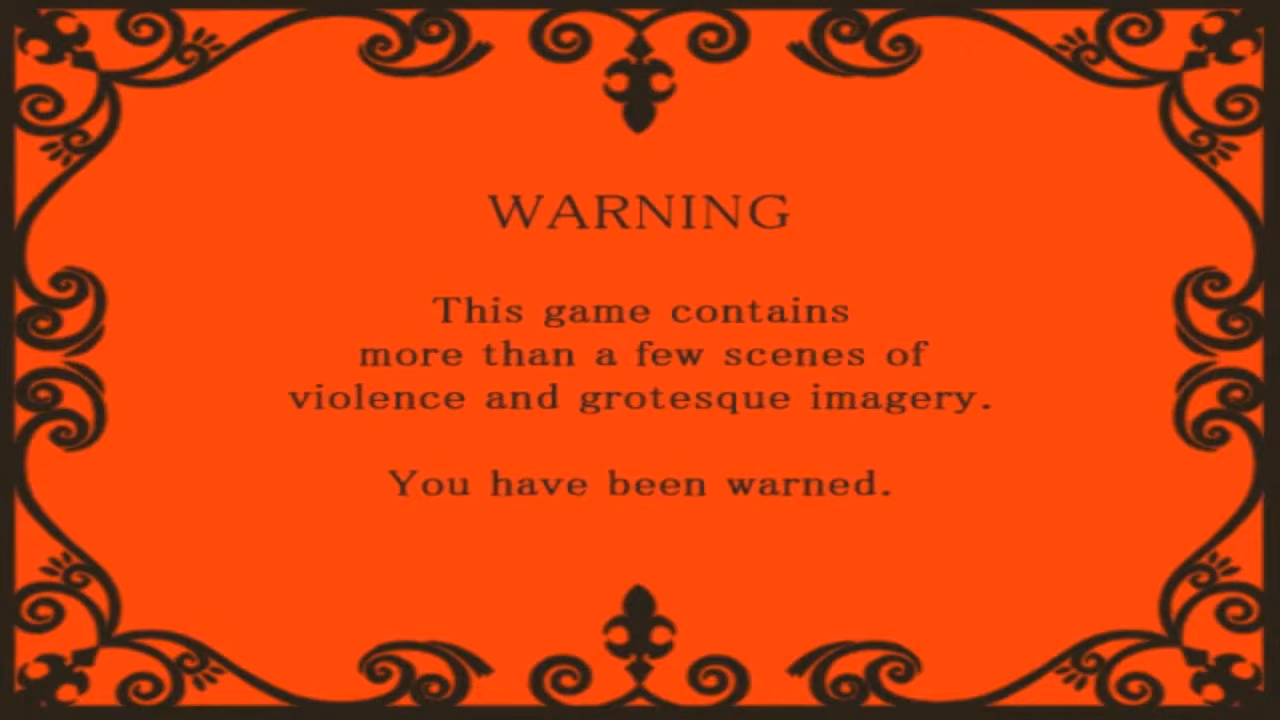 WARNING
This game contains
more than a few scenes of
violence and grotesque imagery.
You have been warned.